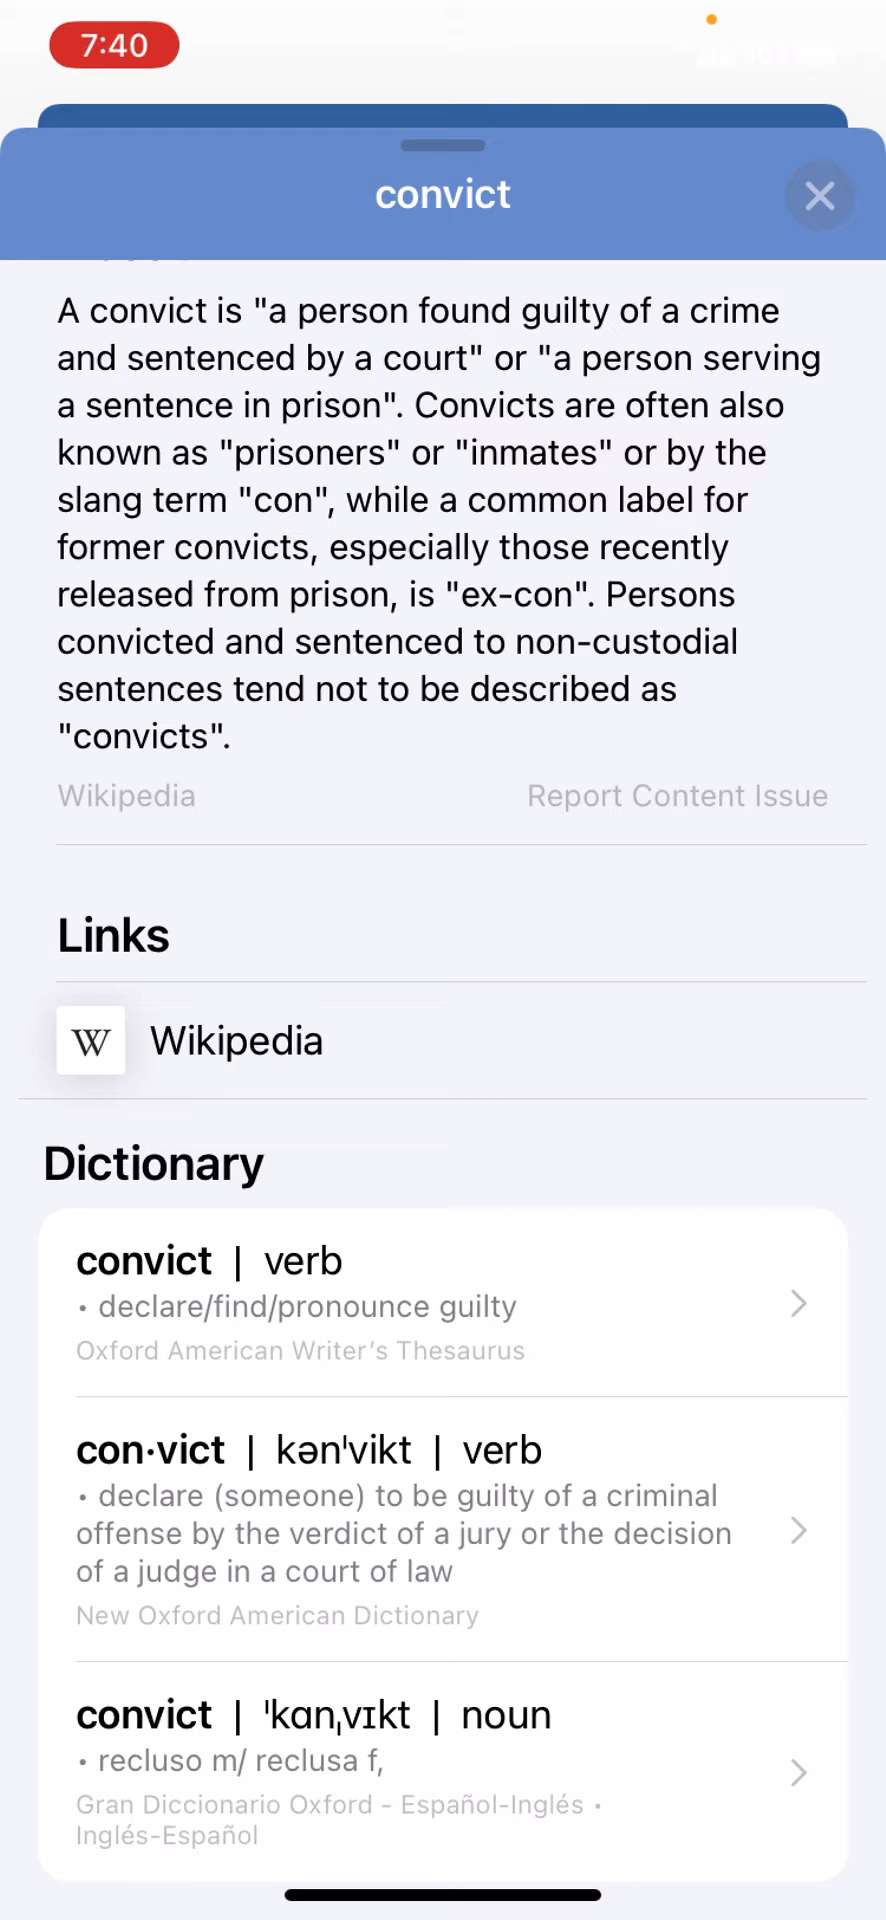 7:40
convict
A convict is "a person found guilty of a crime
and sentenced by a court" or "a person serving
a sentence in prison". Convicts are often also
known as "prisoners" or "inmates" or by the
slang term "con", while a common label for
former convicts, especially those recently
released from prison, is "ex-con". Persons
convicted and sentenced to non-custodial
sentences tend not to be described as
"convicts".
Wikipedia Report Content Issue
Links
W Wikipedia
Dictionary
convict | verb
• declare/find/pronounce guilty
Oxford American Writer's Thesaurus
con·vict | kənˈvikt | verb
• declare (someone) to be guilty of a criminal
offense by the verdict of a jury or the decision
of a judge in a court of law
New Oxford American Dictionary
convict | ˈkɑnˌvɪkt | noun
• recluso m/ reclusa f,
Gran Diccionario Oxford - Español-Inglés •
Inglés-Español